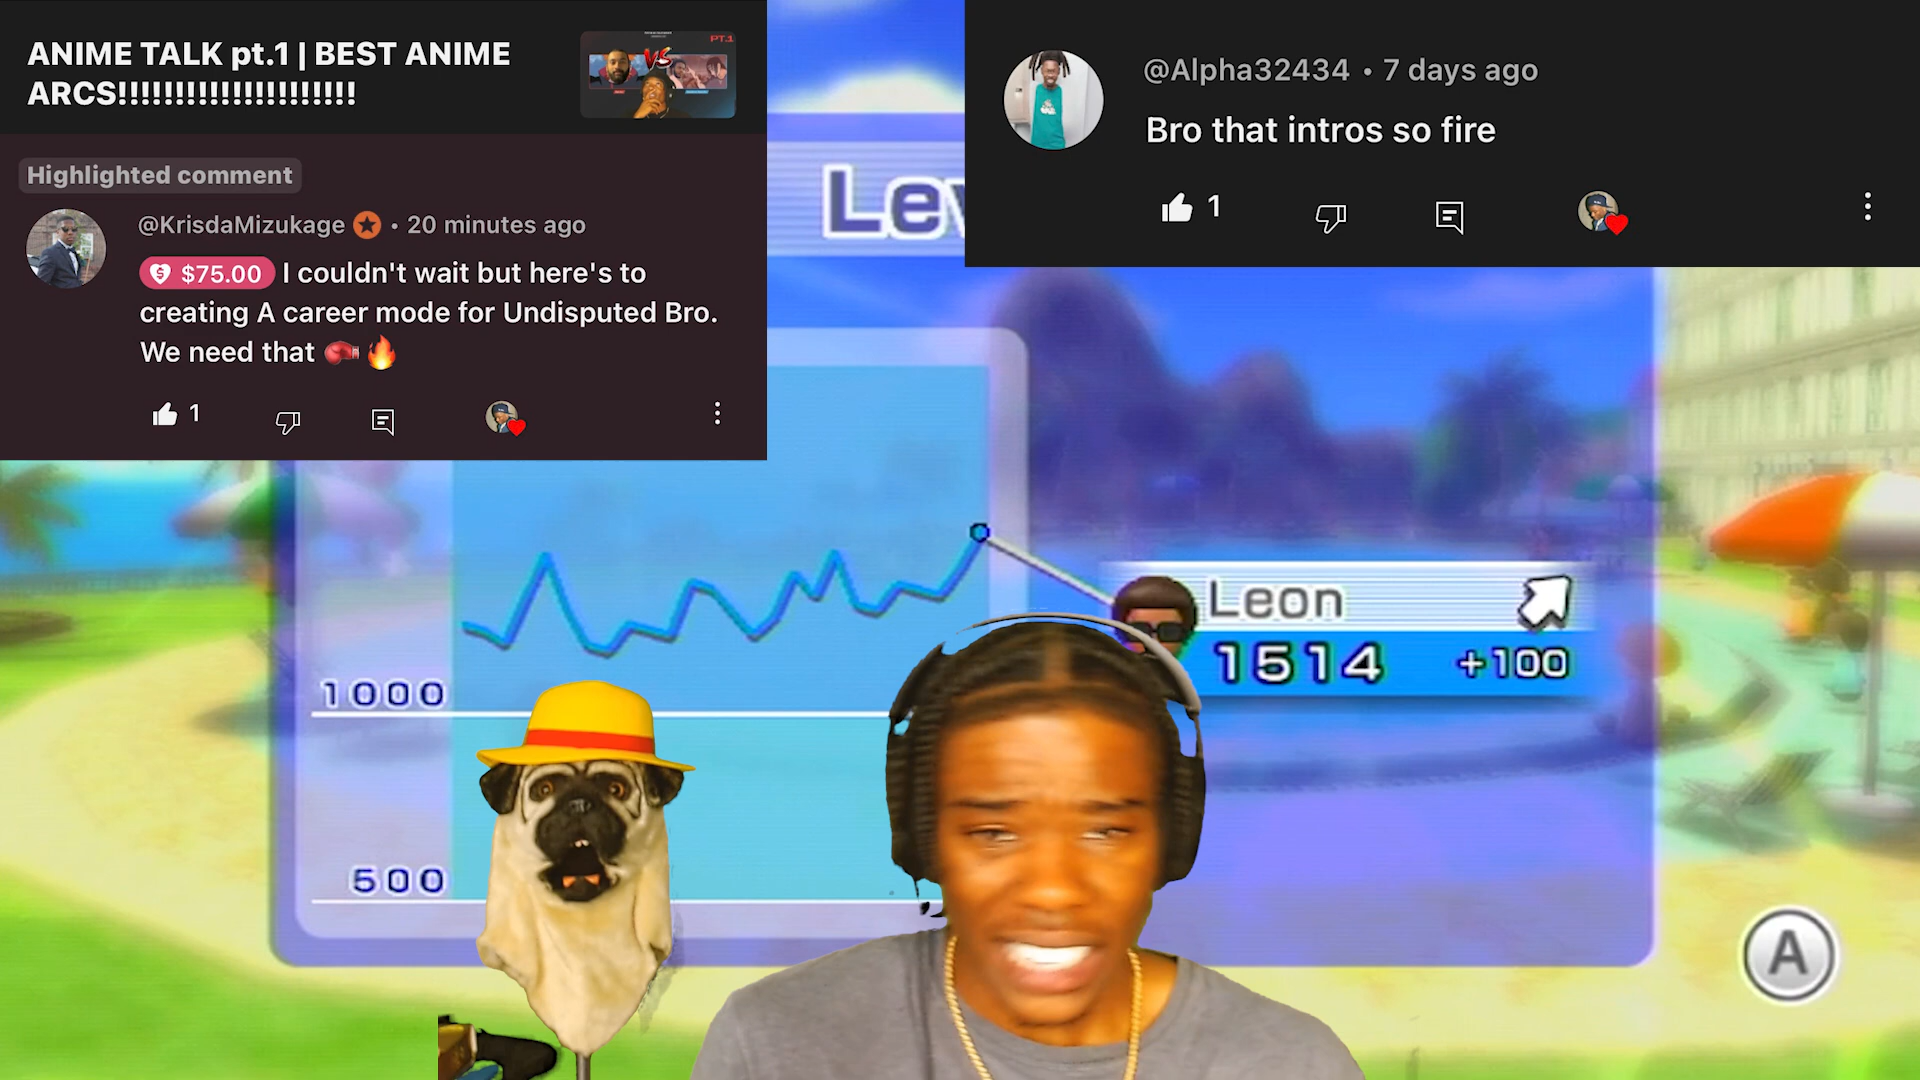 ANIME TALK pt.1 | BEST ANIME
ARCS!!!!!!!!!!!!!!!!!!!!!
PT.1
VS
Highlighted comment
@KrisdaMizukage • 20 minutes ago
$75.00 I couldn't wait but here's to
creating A career mode for Undisputed Bro.
We need that 🥊🔥
1
@Alpha32434 • 7 days ago
Bro that intros so fire
1
Lev
Leon
1514 +100
1000
500
A